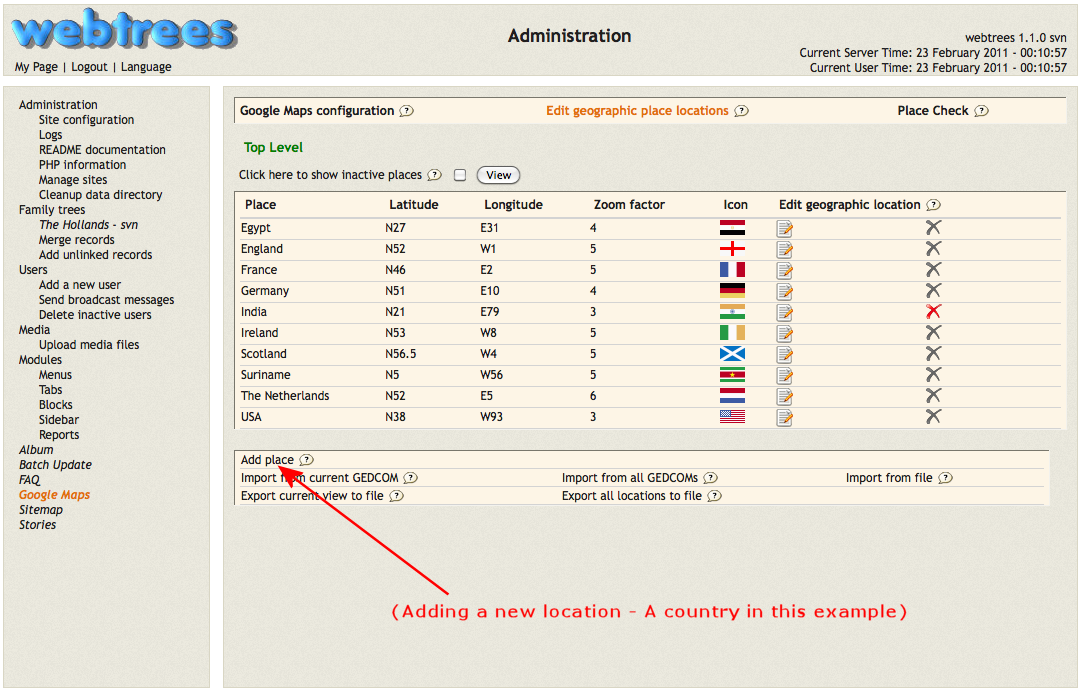 webtrees
Administration
webtrees 1.1.0 svn
Current Server Time: 23 February 2011 - 00:10:57
My Page | Logout | Language
Current User Time: 23 February 2011 - 00:10:57
Administration
Site configuration
Logs
README documentation
PHP information
Manage sites
Cleanup data directory
Family trees
The Hollands - svn
Merge records
Add unlinked records
Users
Add a new user
Send broadcast messages
Delete inactive users
Media
Upload media files
Modules
Menus
Tabs
Blocks
Sidebar
Reports
Album
Batch Update
FAQ
Google Maps
Sitemap
Stories
Google Maps configuration ? Edit geographic place locations ? Place Check ?
Top Level
Click here to show inactive places ? View
Place Latitude Longitude Zoom factor Icon Edit geographic location ?
Egypt N27 E31 4
England N52 W1 5
France N46 E2 5
Germany N51 E10 4
India N21 E79 3
Ireland N53 W8 5
Scotland N56.5 W4 5
Suriname N5 W56 5
The Netherlands N52 E5 6
USA N38 W93 3
Add place ?
Import from current GEDCOM ? Import from all GEDCOMs ? Import from file ?
Export current view to file ? Export all locations to file ?
(Adding a new location - A country in this example)